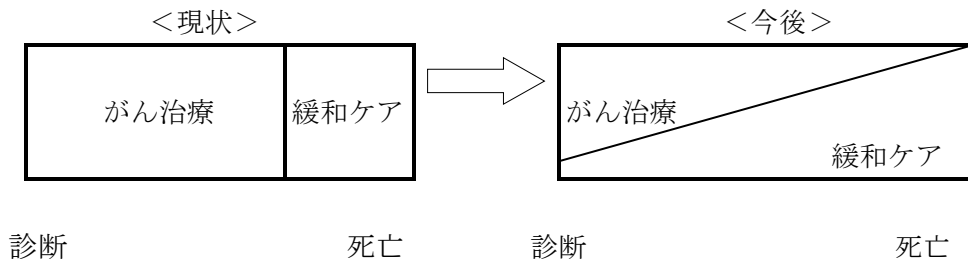 <現状>
<今後>
がん治療
緩和ケア
がん治療
緩和ケア
診断
死亡
診断
死亡